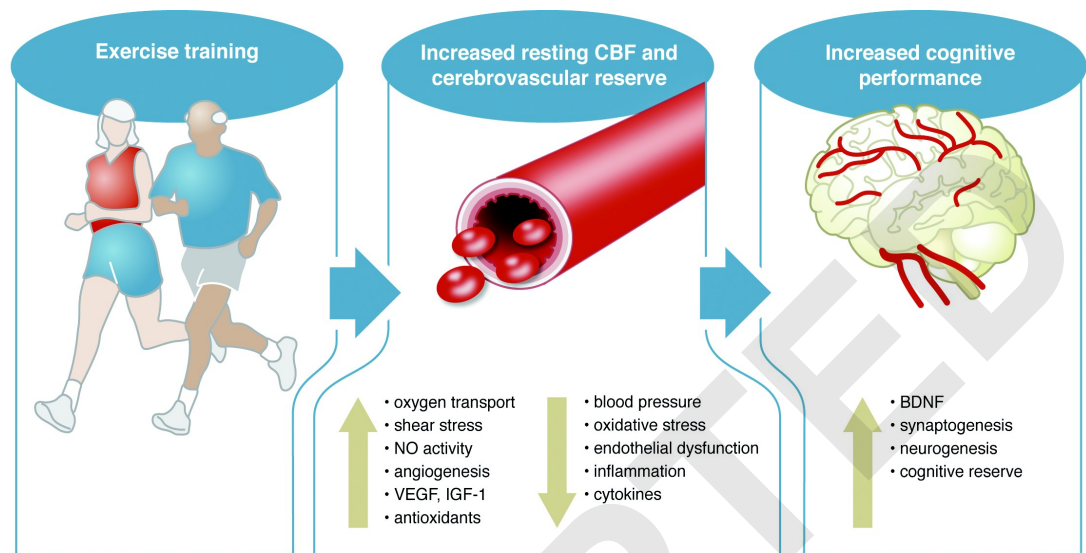 Exercise training
Increased resting CBF and
cerebrovascular reserve
Increased cognitive
performance
• oxygen transport
• shear stress
• NO activity
• angiogenesis
• VEGF, IGF-1
• antioxidants
• blood pressure
• oxidative stress
• endothelial dysfunction
• inflammation
• cytokines
• BDNF
• synaptogenesis
• neurogenesis
• cognitive reserve
PTED